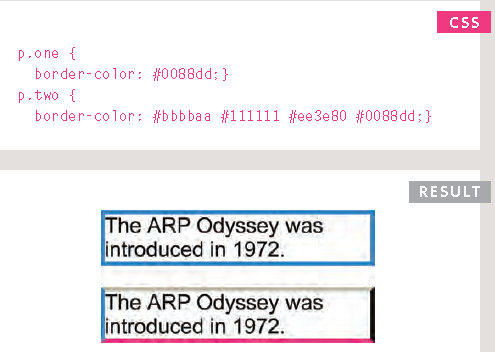 CSS
p.one {
border-color: #0088dd;}
p.two {
border-color: #bbbbaa #111111 #ee3e80 #0088dd;}
RESULT
The ARP Odyssey was
introduced in 1972.
The ARP Odyssey was
introduced in 1972.